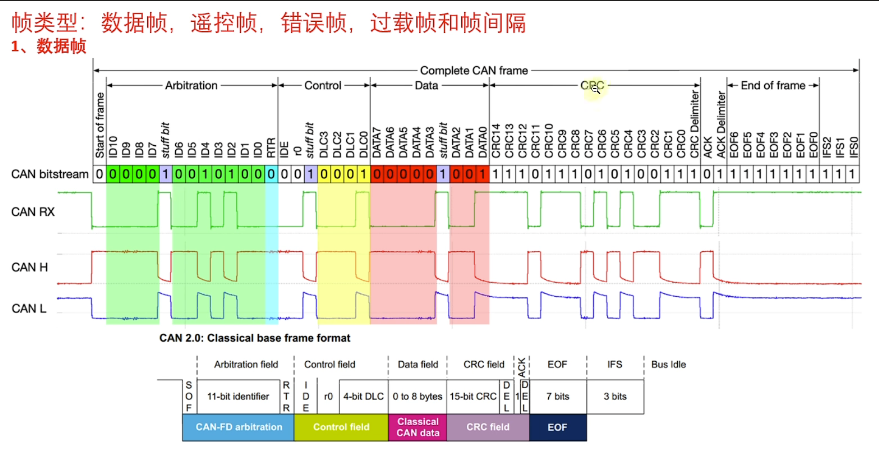 帧类型：数据帧，遥控帧，错误帧，过载帧和帧间隔
1、数据帧
Complete CAN frame
Arbitration Control Data CRC End of frame
Start of frame ID10 ID9 ID8 ID7 stuff bit ID6 ID5 ID4 ID3 ID2 ID1 ID0 RTR IDE r0 stuff bit DLC3 DLC2 DLC1 DLC0 DATA7 DATA6 DATA5 DATA4 DATA3 stuff bit DATA2 DATA1 DATA0 CRC14 CRC13 CRC12 CRC11 CRC10 CRC9 CRC8 CRC7 CRC6 CRC5 CRC4 CRC3 CRC2 CRC1 CRC0 CRC Delimiter ACK ACK Delimiter EOF6 EOF5 EOF4 EOF3 EOF2 EOF1 EOF0 IFS2 IFS1 IFS0
CAN bitstream 0 0 0 0 0 1 0 0 1 0 1 0 0 0 0 0 1 0 0 0 1 0 0 0 0 0 1 0 0 1 1 1 1 0 1 1 1 0 1 0 1 0 0 1 1 1 0 1 1 1 1 1 1 1 1 1 1 1
CAN RX
CAN H
CAN L
CAN 2.0: Classical base frame format
Arbitration field Control field Data field CRC field ACK EOF IFS Bus Idle
SOF 11-bit identifier RTR IDE r0 4-bit DLC 0 to 8 bytes 15-bit CRC DEL 1 DEL 7 bits 3 bits
CAN-FD arbitration Control field Classical CAN data CRC field EOF